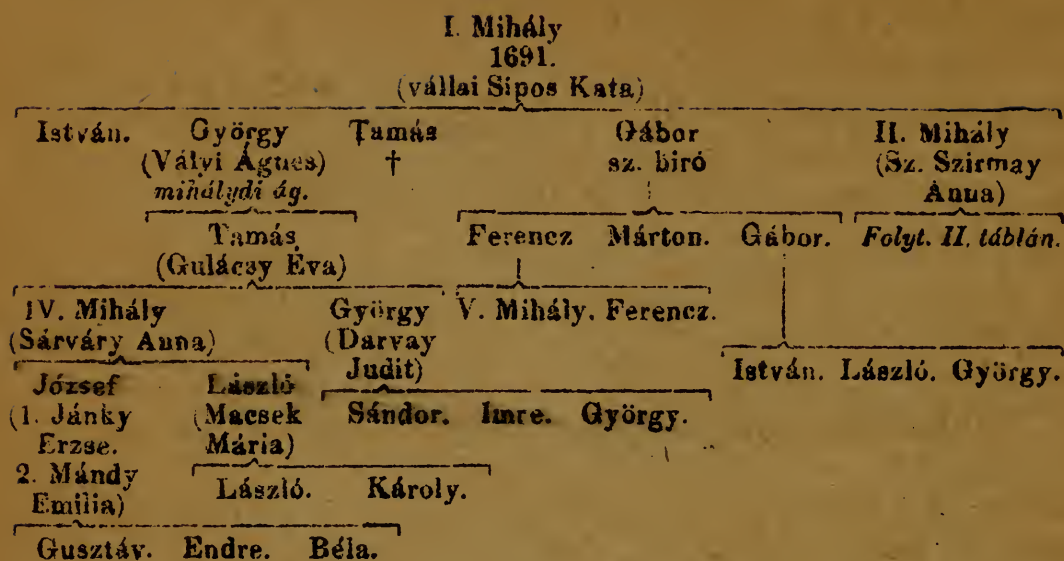 I. Mihály
1691.
(vállai Sipos Kata)
István. György Tamás Gábor II. Mihály
(Vályi Ágnes) † sz. biró (Sz. Szirmay
mihálydi ág. Anna)
Tamás Ferencz Márton. Gábor. Folyt. II. táblán.
(Gulácsy Éva)
IV. Mihály György V. Mihály. Ferencz.
(Sárváry Anna) (Darvay
József László Judit) István. László. György.
(1. Jánky (Macsek Sándor. Imre. György.
Erzse. Mária)
2. Mándy László. Károly.
Emilia)
Gusztáv. Endre. Béla.